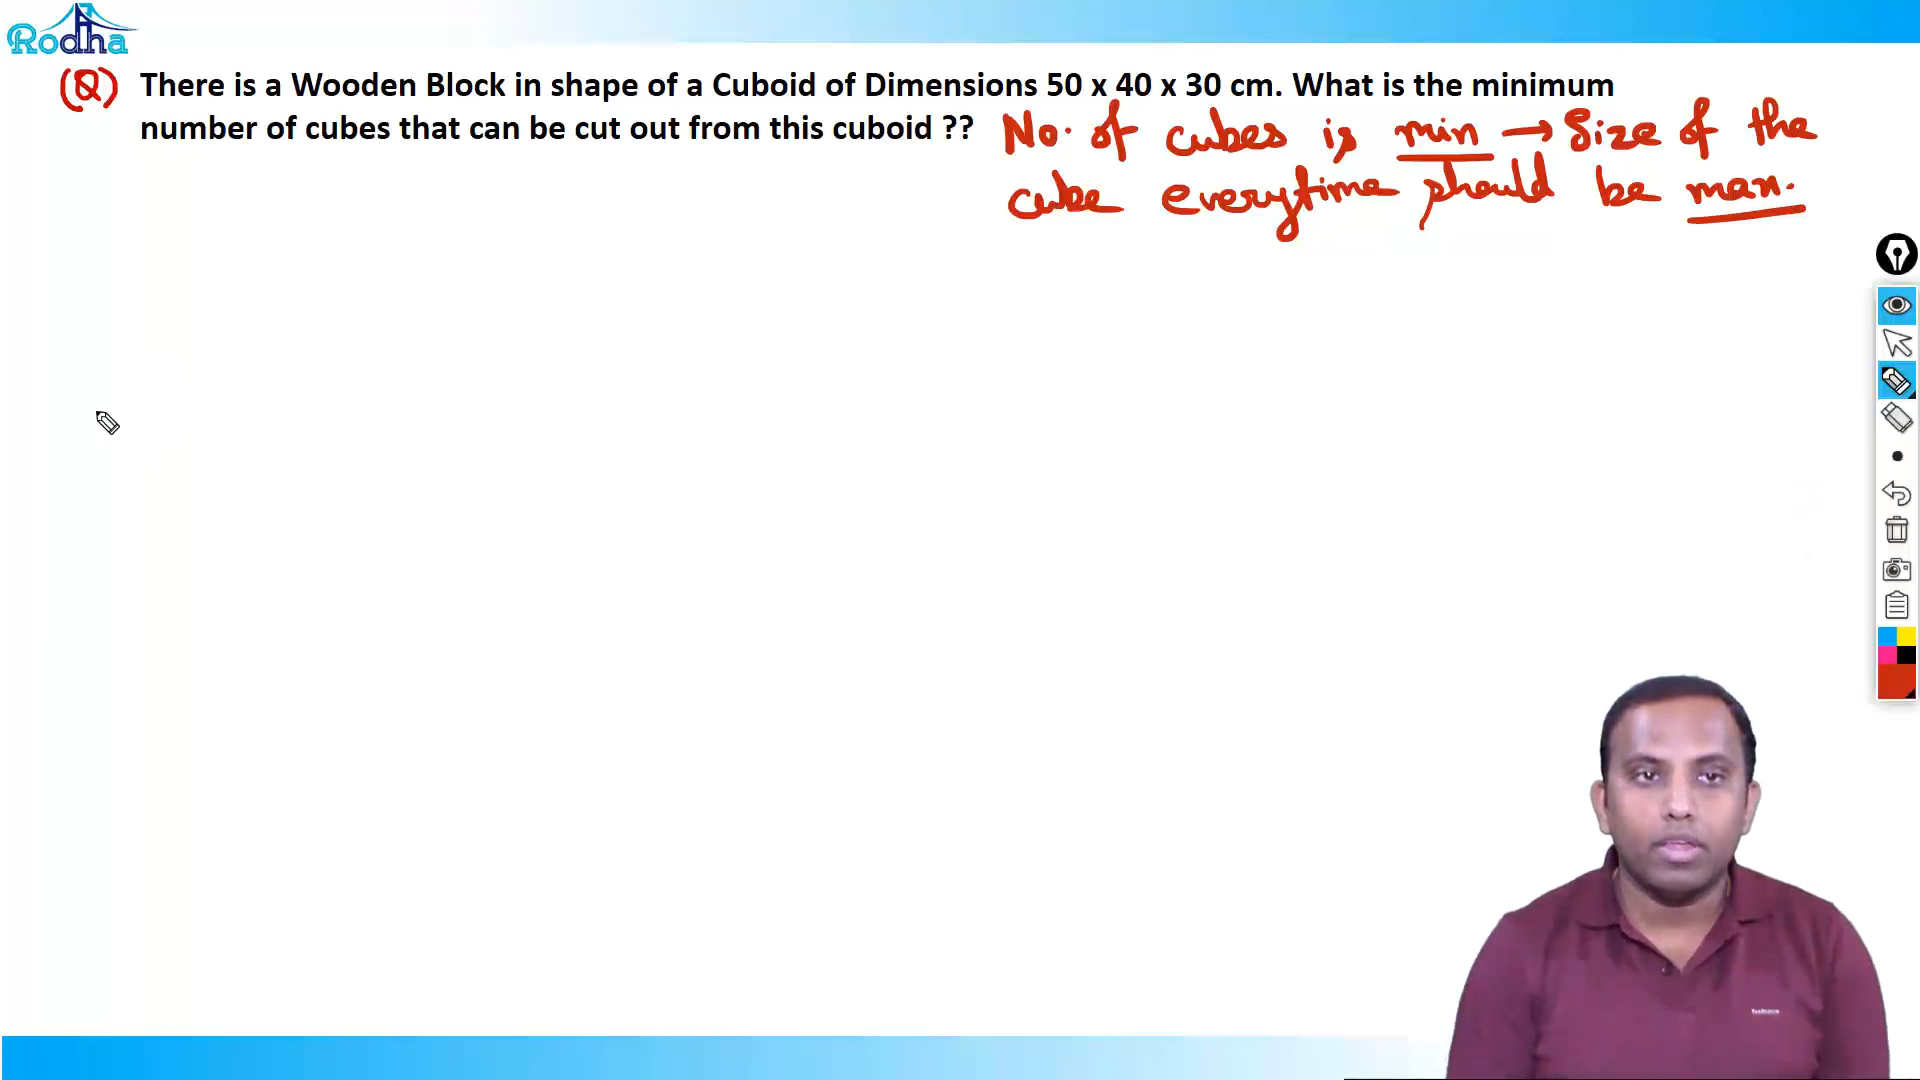 Rodha
(Q) There is a Wooden Block in shape of a Cuboid of Dimensions 50 x 40 x 30 cm. What is the minimum
number of cubes that can be cut out from this cuboid ??
No. of cubes is min → Size of the
cube everytime should be max.